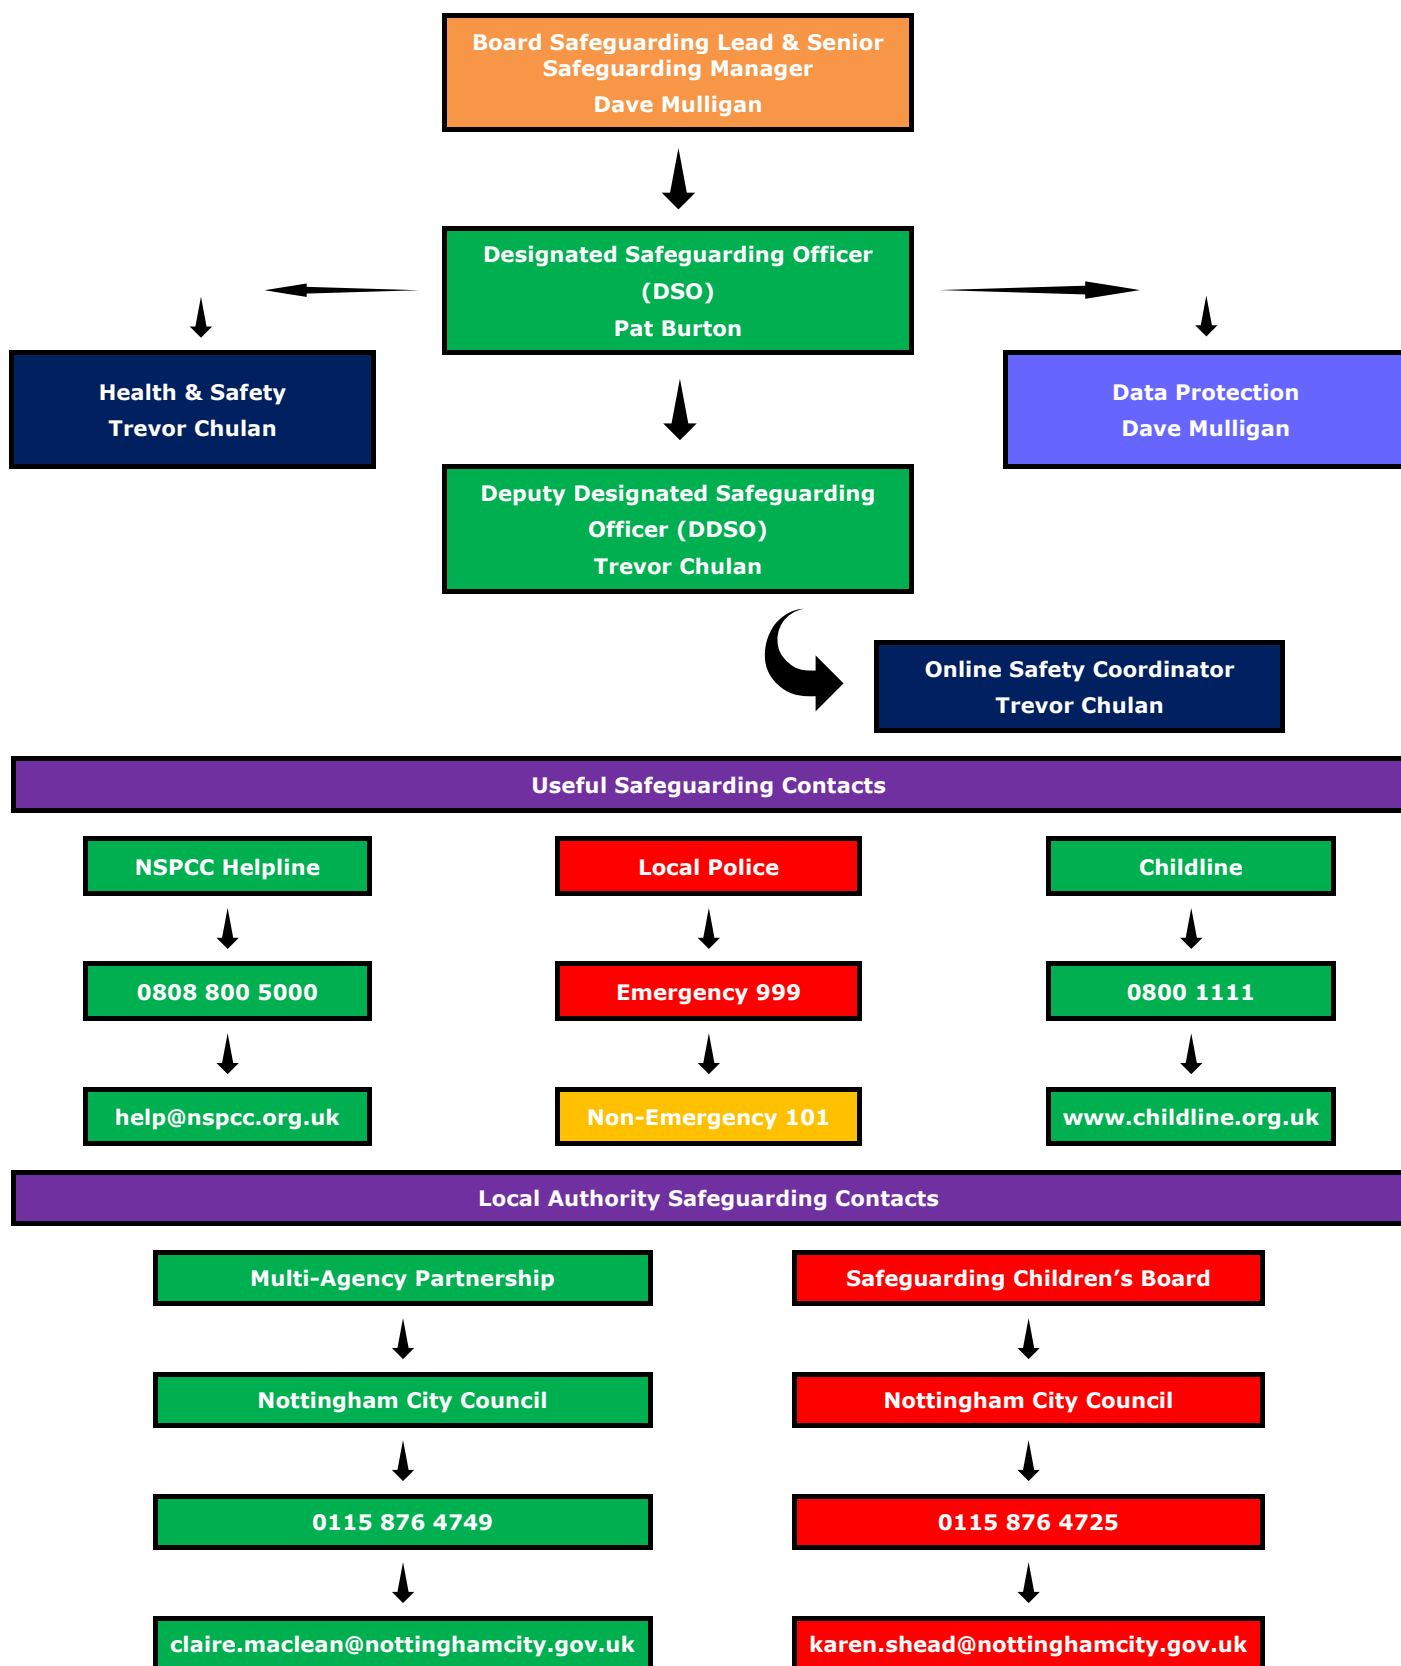 Board Safeguarding Lead & Senior
Safeguarding Manager
Dave Mulligan
Designated Safeguarding Officer
(DSO)
Pat Burton
Health & Safety
Trevor Chulan
Data Protection
Dave Mulligan
Deputy Designated Safeguarding
Officer (DDSO)
Trevor Chulan
Online Safety Coordinator
Trevor Chulan
Useful Safeguarding Contacts
NSPCC Helpline
Local Police
Childline
0808 800 5000
Emergency 999
0800 1111
help@nspcc.org.uk
Non-Emergency 101
www.childline.org.uk
Local Authority Safeguarding Contacts
Multi-Agency Partnership
Safeguarding Children’s Board
Nottingham City Council
Nottingham City Council
0115 876 4749
0115 876 4725
claire.maclean@nottinghamcity.gov.uk
karen.shead@nottinghamcity.gov.uk